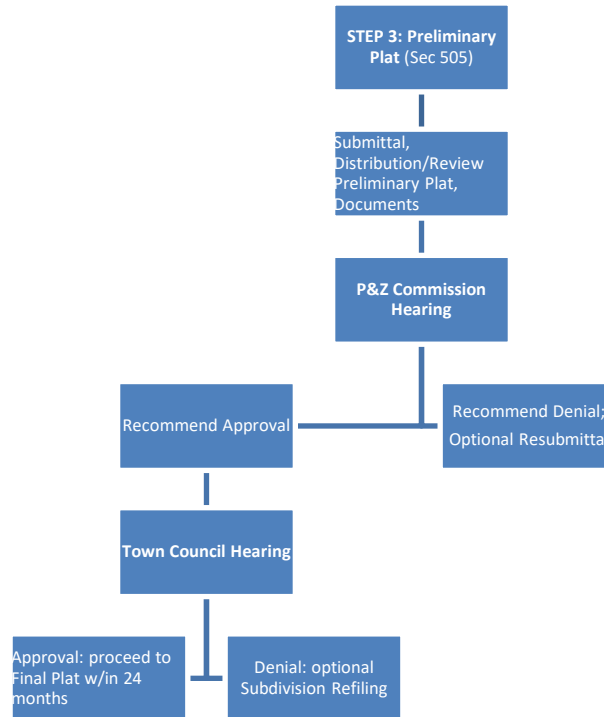 STEP 3: Preliminary
Plat (Sec 505)
Submittal,
Distribution/Review
Preliminary Plat,
Documents
P&Z Commission
Hearing
Recommend Approval
Recommend Denial;
Optional Resubmitta
Town Council Hearing
Approval: proceed to
Final Plat w/in 24
months
Denial: optional
Subdivision Refiling